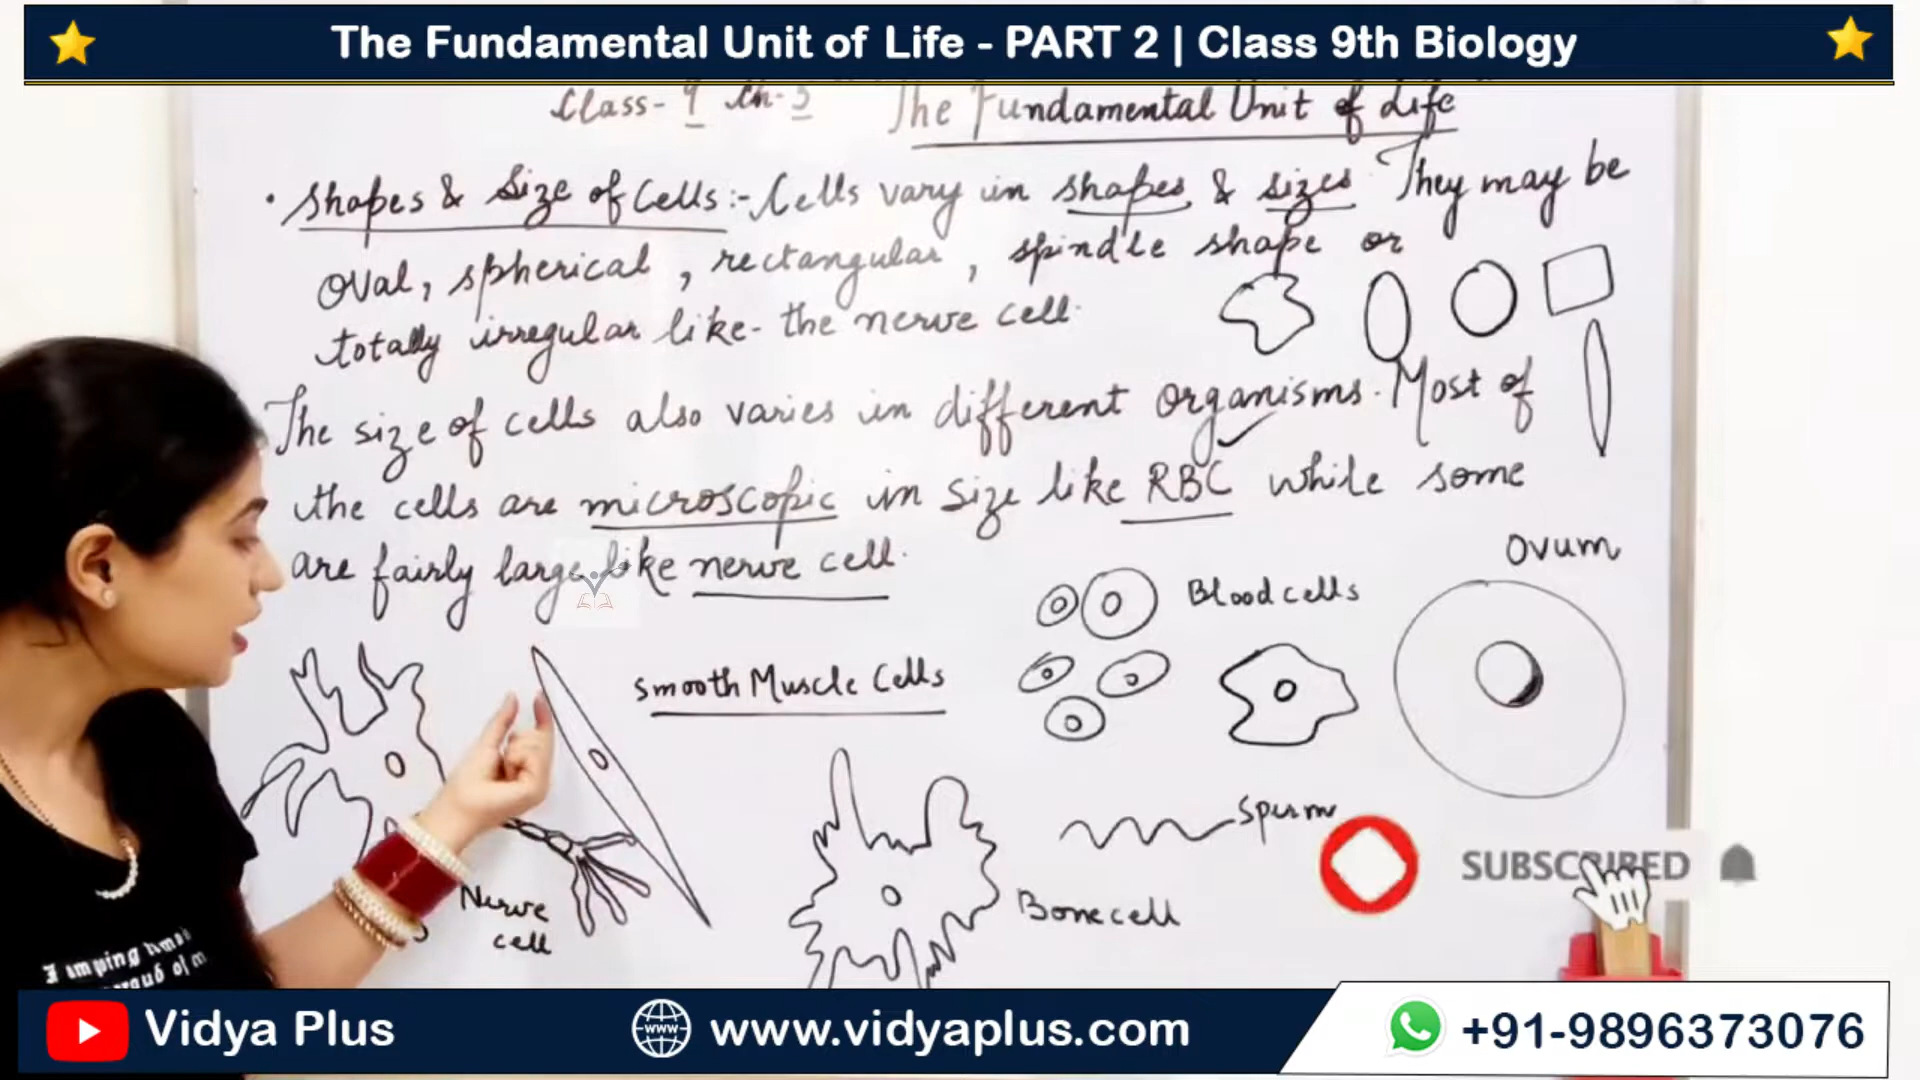 The Fundamental Unit of Life - PART 2 | Class 9th Biology
Class- 9 Ch- 5 The Fundamental Unit of Life
• Shapes & Size of Cells :- Cells vary in shapes & sizes. They may be
oval, spherical, rectangular, spindle shape or
totally irregular like- the nerve cell.
The size of cells also varies in different organisms. Most of
the cells are microscopic in size like RBC while some
are fairly large like nerve cell.
Ovum
Blood cells
Smooth Muscle Cells
Sperm
SUBSCRIBED
Nerve
cell
Bone cell
Vidya Plus
www.vidyaplus.com
+91-9896373076